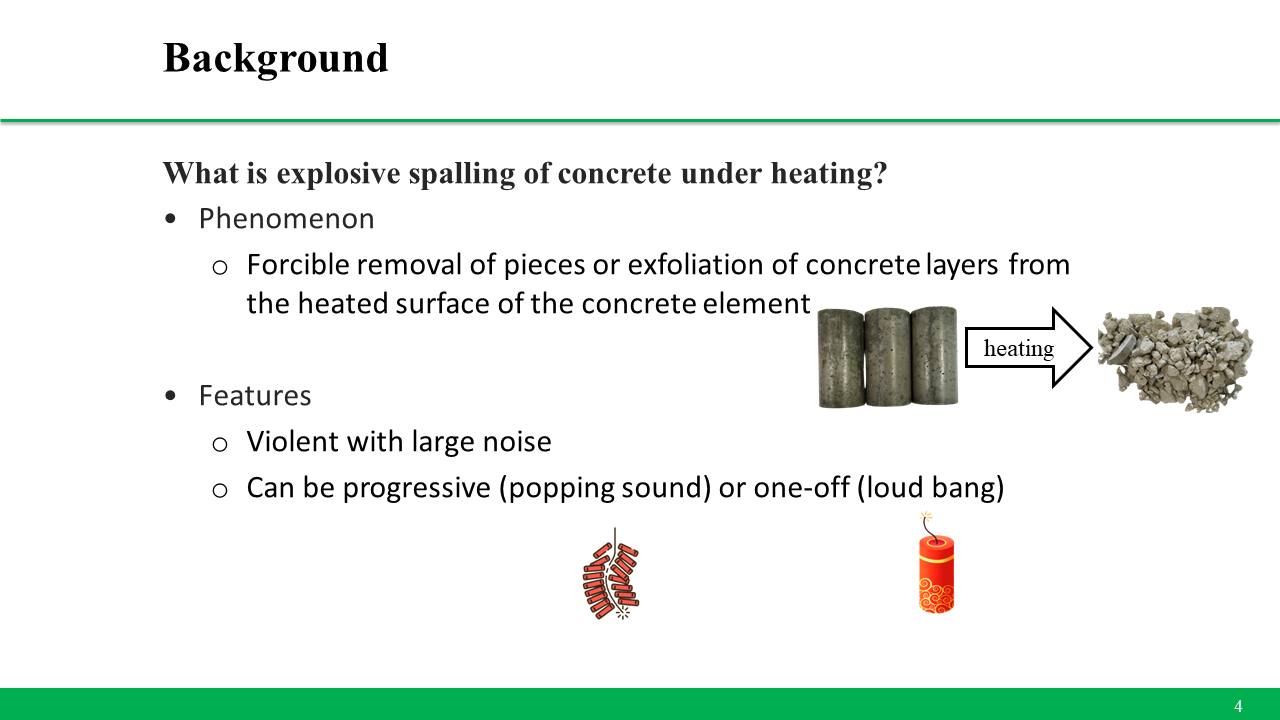 Background
What is explosive spalling of concrete under heating?
• Phenomenon
o Forcible removal of pieces or exfoliation of concrete layers from
the heated surface of the concrete element
heating
• Features
o Violent with large noise
o Can be progressive (popping sound) or one-off (loud bang)
4